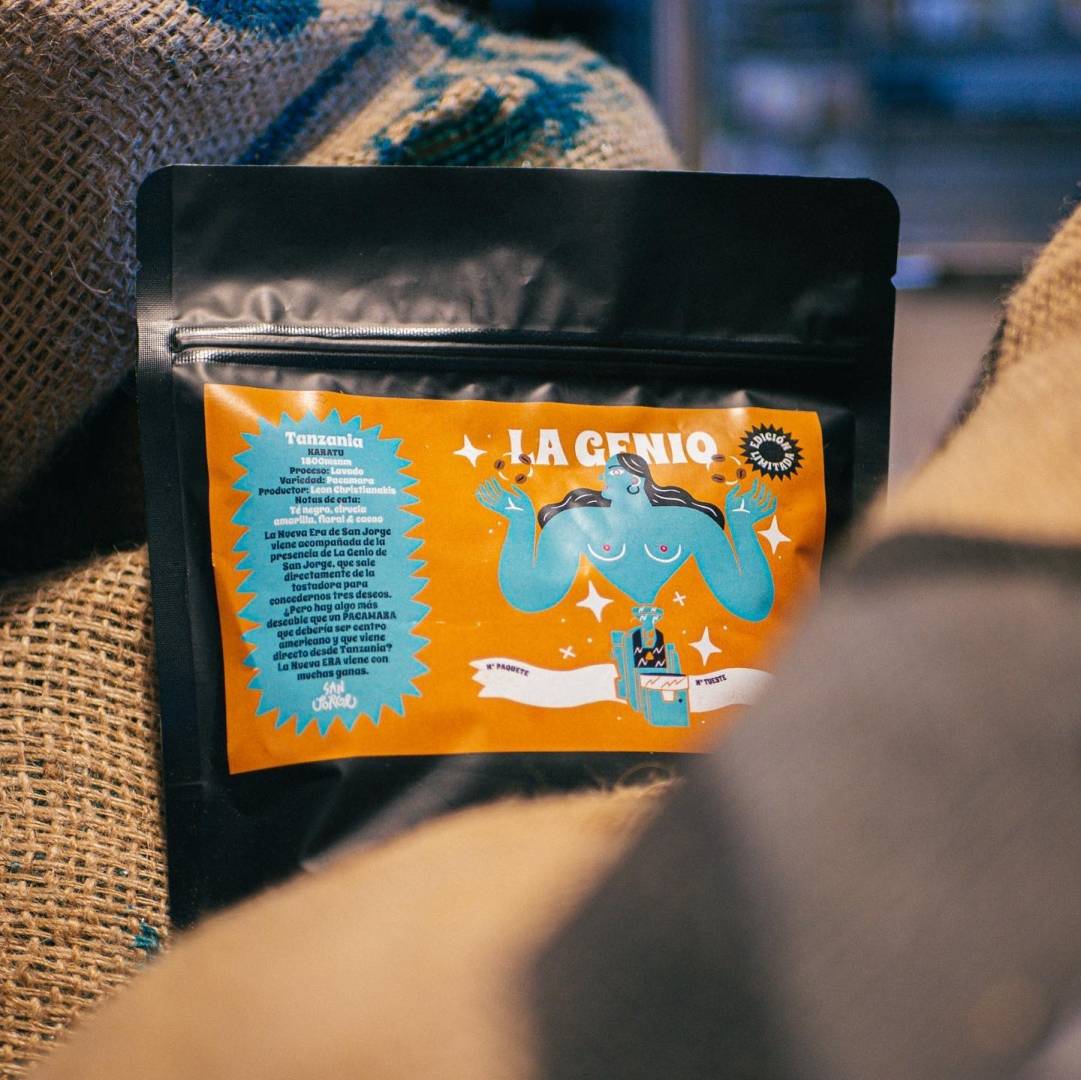 Tanzania
KARATU
1800msnm
Proceso: Lavado
Variedad: Pacamara
Productor: Leon Christianakis
Notas de cata:
Té negro, ciruela
amarilla, floral & cacao
La Nueva Era de San Jorge
viene acompañada de la
presencia de La Genio de
San Jorge, que sale
directamente de la
tostadora para
concedernos tres deseos.
¿Pero hay algo más
deseable que un PACAMARA
que debería ser centro
americano y que viene
directo desde Tanzania?
La Nueva ERA viene con
muchas ganas.
SAN
JORGE
LA GENIO
EDICIÓN
LIMITADA
Nº PAQUETE
Nº TUESTE